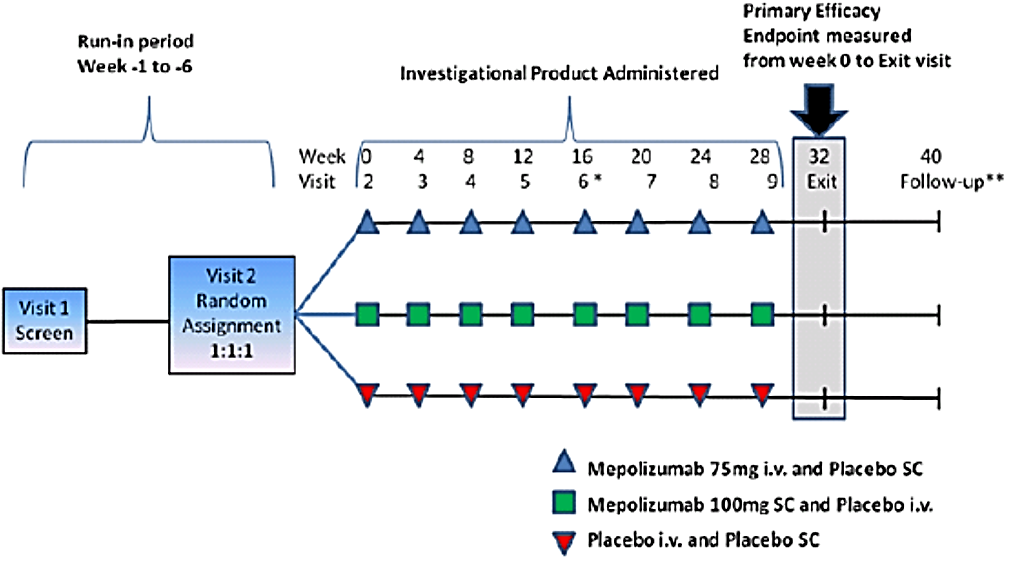 Primary Efficacy
Endpoint measured
from week 0 to Exit visit
Run-in period
Week -1 to -6
Investigational Product Administered
Week 0 4 8 12 16 20 24 28 32 40
Visit 2 3 4 5 6 * 7 8 9 Exit Follow-up**
Visit 1
Screen
Visit 2
Random
Assignment
1:1:1
Mepolizumab 75mg i.v. and Placebo SC
Mepolizumab 100mg SC and Placebo i.v.
Placebo i.v. and Placebo SC